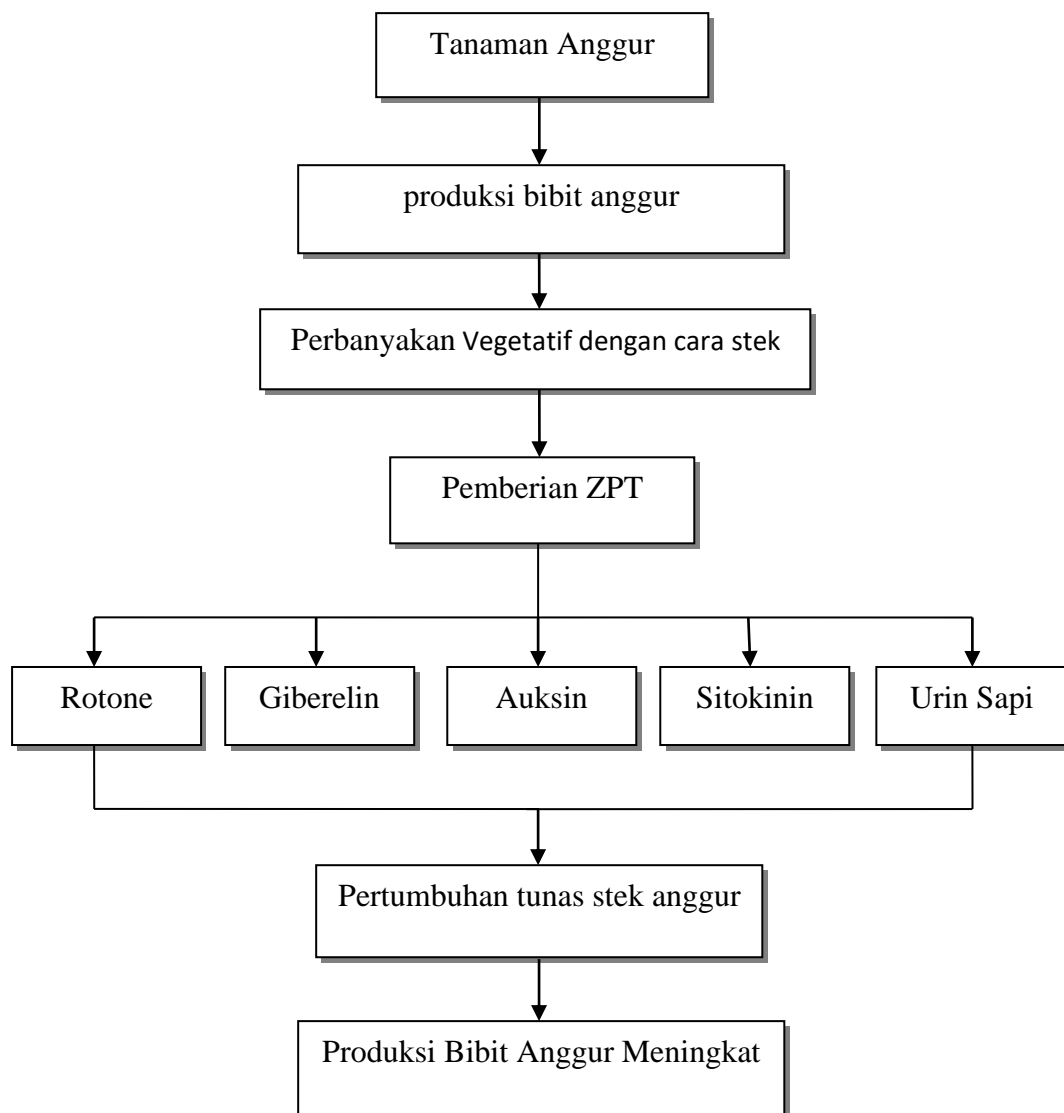 Tanaman Anggur
produksi bibit anggur
Perbanyakan Vegetatif dengan cara stek
Pemberian ZPT
Rotone
Giberelin
Auksin
Sitokinin
Urin Sapi
Pertumbuhan tunas stek anggur
Produksi Bibit Anggur Meningkat